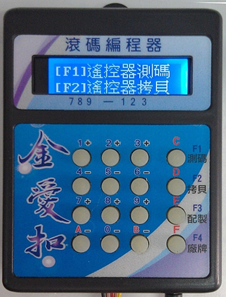 滾碼編程器
[F1]遙控器測碼
[F2]遙控器拷貝
789 — 123
金愛扣
1+ 2+ 3+ C F1
測碼
4- 5- 6- D F2
拷貝
7+ 8+ 9+ E F3
配製
A- 0- B- F F4
廠牌